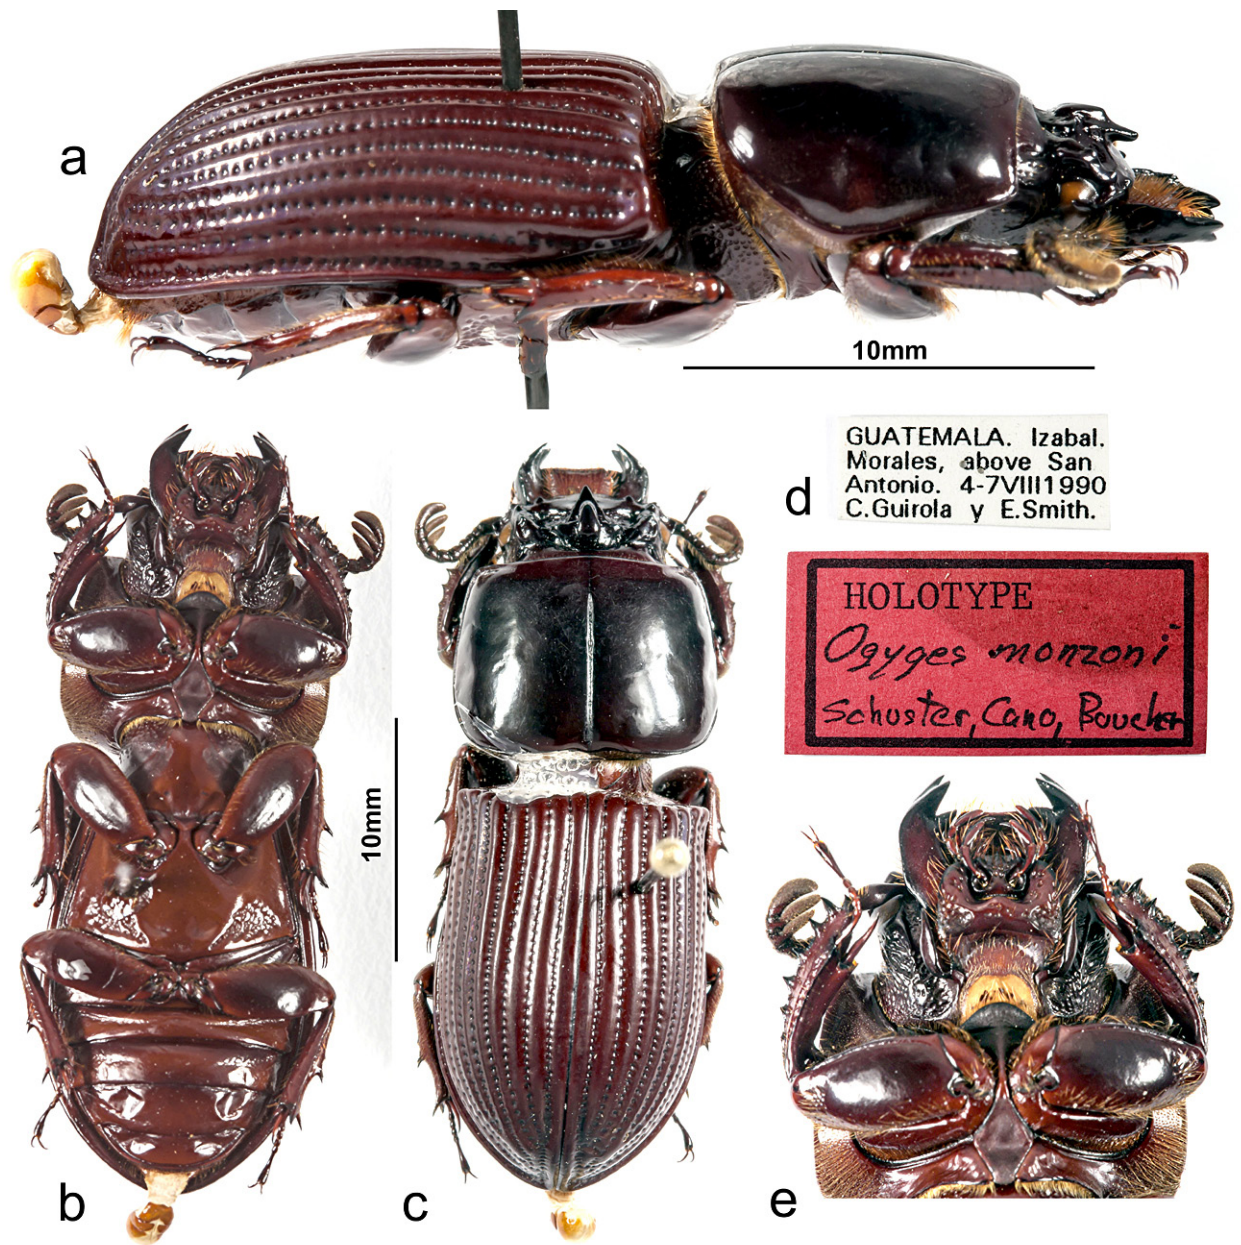 a
10mm
GUATEMALA. Izabal.
Morales, above San
Antonio. 4-7VIII1990
C.Guirola y E.Smith.
d
HOLOTYPE
Ogyges monzoni
Schuster, Cano, Boucher
10mm
b
c
e